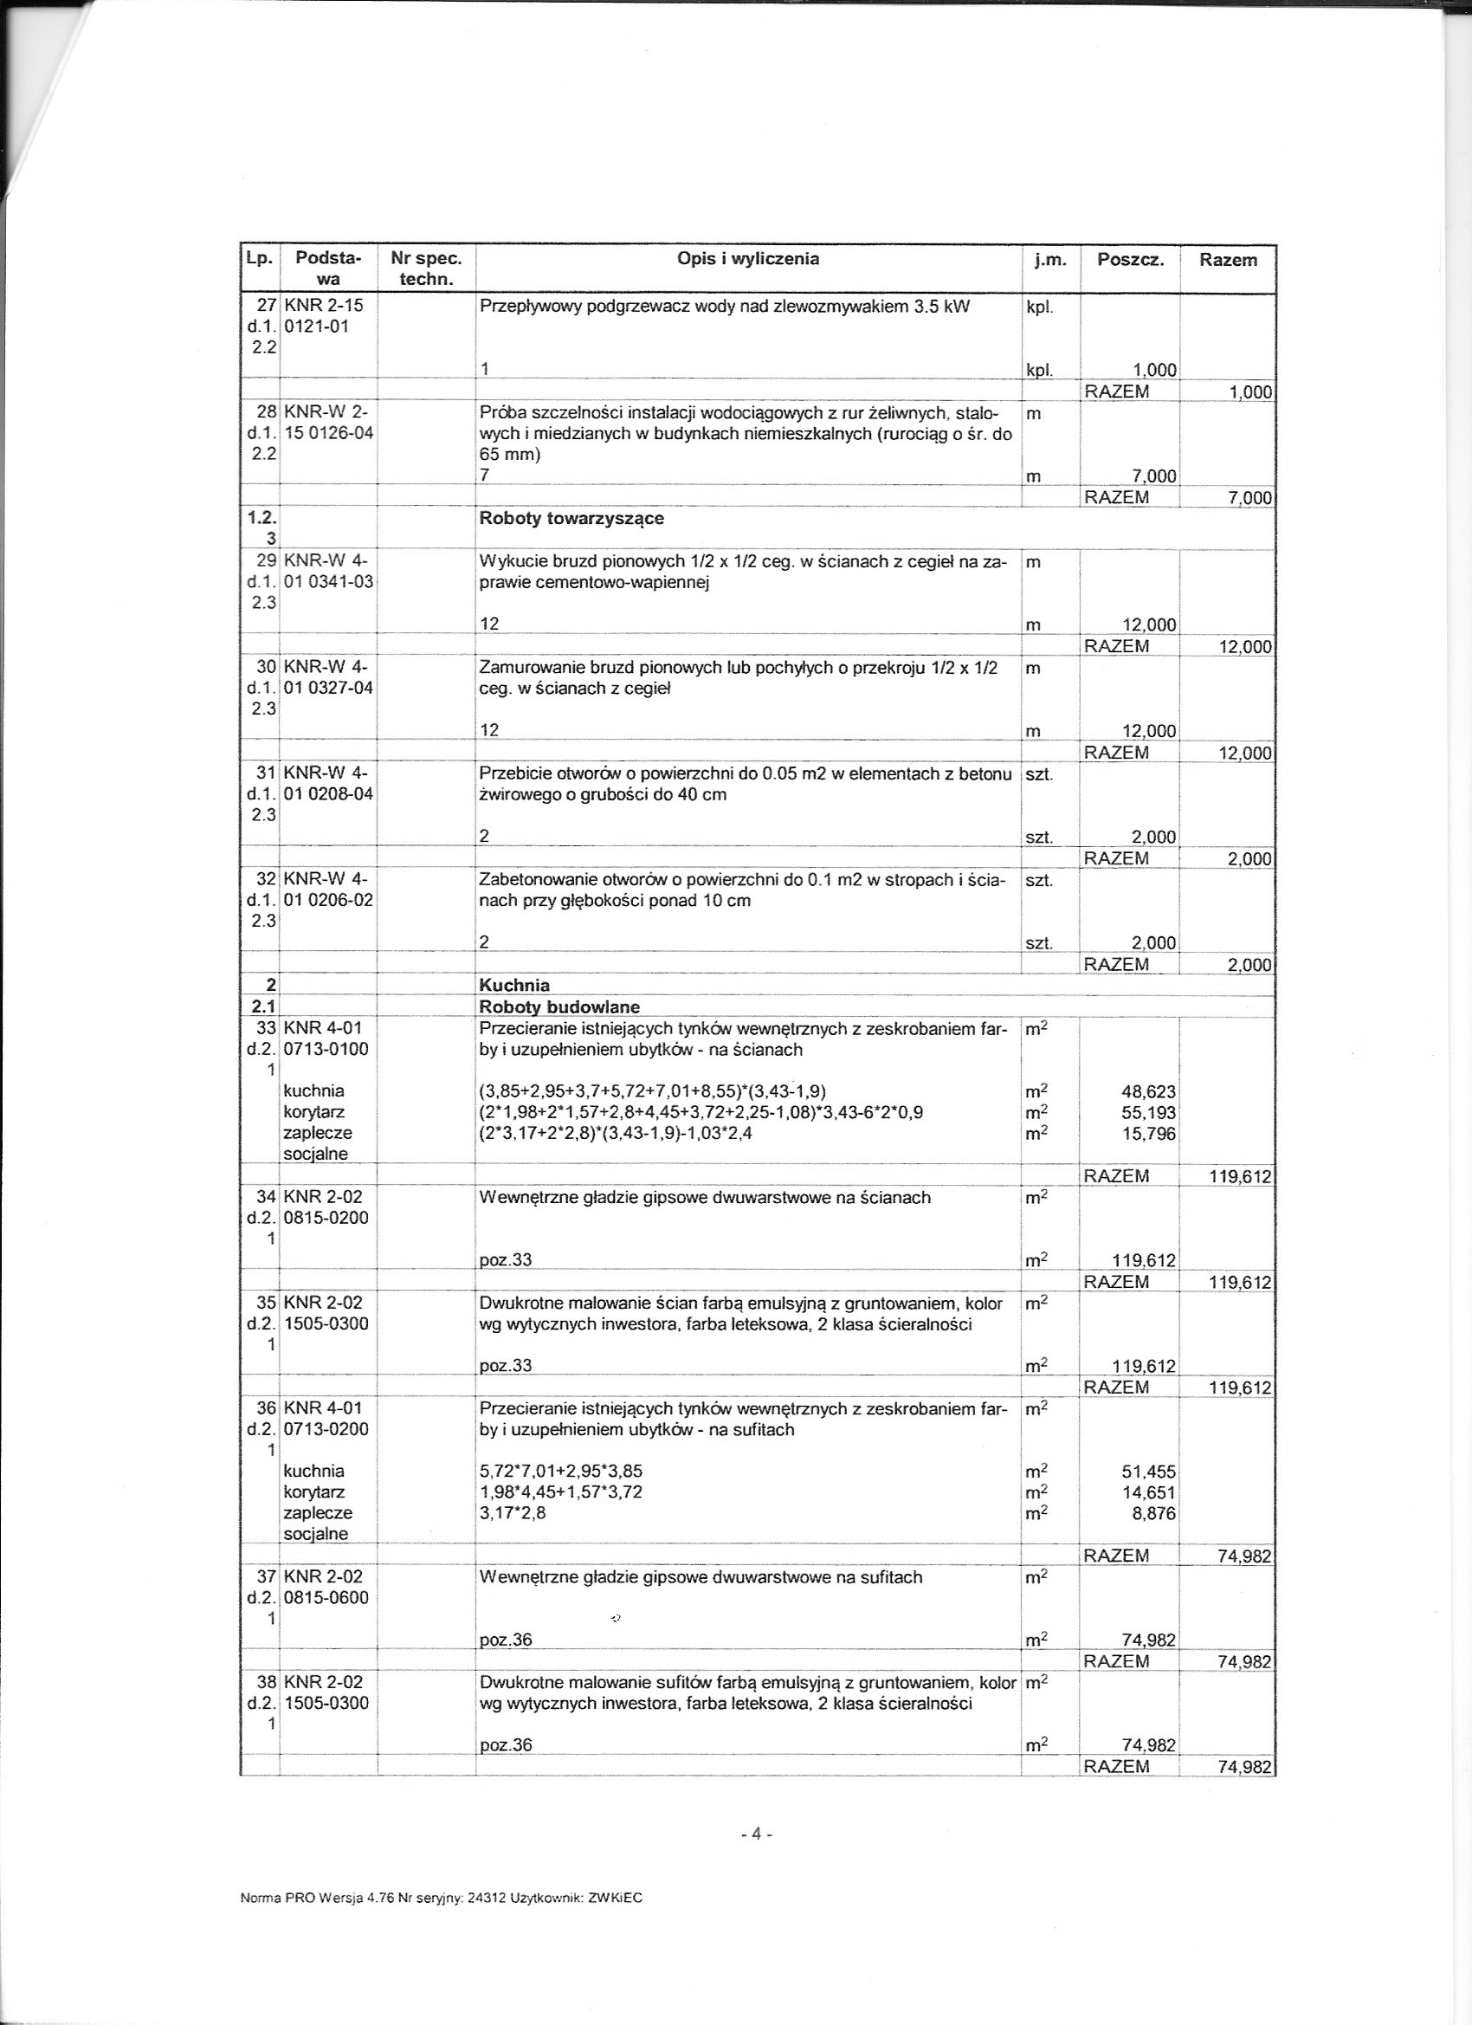 Lp. Podsta- Nr spec. Opis i wyliczenia j.m. Poszcz. Razem
wa techn.
27 KNR 2-15 Przepływowy podgrzewacz wody nad zlewozmywakiem 3.5 kW kpl.
d.1. 0121-01
2.2
1 kpl. 1,000
RAZEM 1,000
28 KNR-W 2- Próba szczelności instalacji wodociągowych z rur żeliwnych, stalo- m
d.1. 15 0126-04 wych i miedzianych w budynkach niemieszkalnych (rurociąg o śr. do
2.2 65 mm)
7 m 7,000
RAZEM 7,000
1.2. Roboty towarzyszące
3
29 KNR-W 4- Wykucie bruzd pionowych 1/2 x 1/2 ceg. w ścianach z cegieł na za- m
d.1. 01 0341-03 prawie cementowo-wapiennej
2.3
12 m 12,000
RAZEM 12,000
30 KNR-W 4- Zamurowanie bruzd pionowych lub pochyłych o przekroju 1/2 x 1/2 m
d.1. 01 0327-04 ceg. w ścianach z cegieł
2.3
12 m 12,000
RAZEM 12,000
31 KNR-W 4- Przebicie otworów o powierzchni do 0.05 m2 w elementach z betonu szt.
d.1. 01 0208-04 żwirowego o grubości do 40 cm
2.3
2 szt. 2,000
RAZEM 2,000
32 KNR-W 4- Zabetonowanie otworów o powierzchni do 0.1 m2 w stropach i ścia- szt.
d.1. 01 0206-02 nach przy głębokości ponad 10 cm
2.3
2 szt. 2,000
RAZEM 2,000
2 Kuchnia
2.1 Roboty budowlane
33 KNR 4-01 Przecieranie istniejących tynków wewnętrznych z zeskrobaniem far- m²
d.2. 0713-0100 by i uzupełnieniem ubytków - na ścianach
1
kuchnia (3,85+2,95+3,7+5,72+7,01+8,55)*(3,43-1,9) m² 48,623
korytarz (2*1,98+2*1,57+2,8+4,45+3,72+2,25-1,08)*3,43-6*2*0,9 m² 55,193
zaplecze (2*3,17+2*2,8)*(3,43-1,9)-1,03*2,4 m² 15,796
socjalne
RAZEM 119,612
34 KNR 2-02 Wewnętrzne gładzie gipsowe dwuwarstwowe na ścianach m²
d.2. 0815-0200
1
poz.33 m² 119,612
RAZEM 119,612
35 KNR 2-02 Dwukrotne malowanie ścian farbą emulsyjną z gruntowaniem, kolor m²
d.2. 1505-0300 wg wytycznych inwestora, farba leteksowa, 2 klasa ścieralności
1
poz.33 m² 119,612
RAZEM 119,612
36 KNR 4-01 Przecieranie istniejących tynków wewnętrznych z zeskrobaniem far- m²
d.2. 0713-0200 by i uzupełnieniem ubytków - na sufitach
1
kuchnia 5,72*7,01+2,95*3,85 m² 51,455
korytarz 1,98*4,45+1,57*3,72 m² 14,651
zaplecze 3,17*2,8 m² 8,876
socjalne
RAZEM 74,982
37 KNR 2-02 Wewnętrzne gładzie gipsowe dwuwarstwowe na sufitach m²
d.2. 0815-0600
1
poz.36 m² 74,982
RAZEM 74,982
38 KNR 2-02 Dwukrotne malowanie sufitów farbą emulsyjną z gruntowaniem, kolor m²
d.2. 1505-0300 wg wytycznych inwestora, farba leteksowa, 2 klasa ścieralności
1
poz.36 m² 74,982
RAZEM 74,982
- 4 -
Norma PRO Wersja 4.76 Nr seryjny: 24312 Użytkownik: ZWKiEC